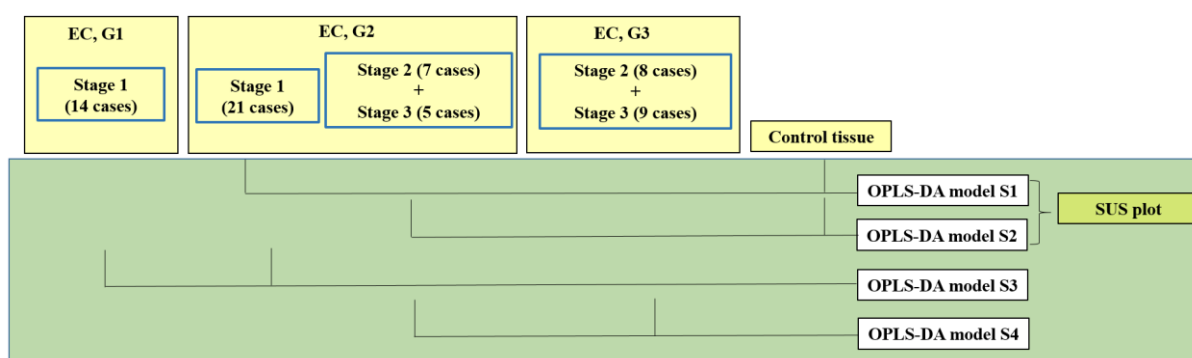 EC, G1
Stage 1
(14 cases)
EC, G2
Stage 1
(21 cases)
Stage 2 (7 cases)
+
Stage 3 (5 cases)
EC, G3
Stage 2 (8 cases)
+
Stage 3 (9 cases)
Control tissue
OPLS-DA model S1
OPLS-DA model S2
SUS plot
OPLS-DA model S3
OPLS-DA model S4